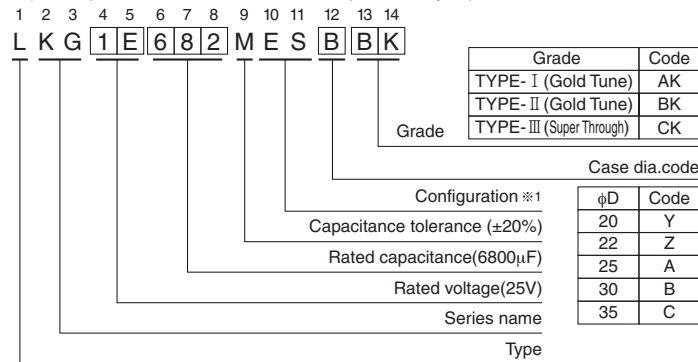 1 2 3 4 5 6 7 8 9 10 11 12 13 14
L K G 1 E 6 8 2 M E S B B K
Grade Code
TYPE-Ⅰ (Gold Tune) AK
TYPE-Ⅱ (Gold Tune) BK
TYPE-Ⅲ (Super Through) CK
Grade
Case dia.code
Configuration ※1
Capacitance tolerance (±20%)
Rated capacitance(6800µF)
Rated voltage(25V)
Series name
Type
ϕD Code
20 Y
22 Z
25 A
30 B
35 C